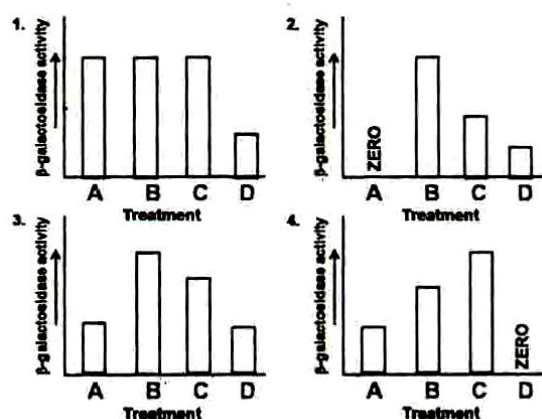 1.
β-galactosidase activity
A B C D
Treatment
2.
β-galactosidase activity
ZERO
A B C D
Treatment
3.
β-galactosidase activity
A B C D
Treatment
4.
β-galactosidase activity
ZERO
A B C D
Treatment